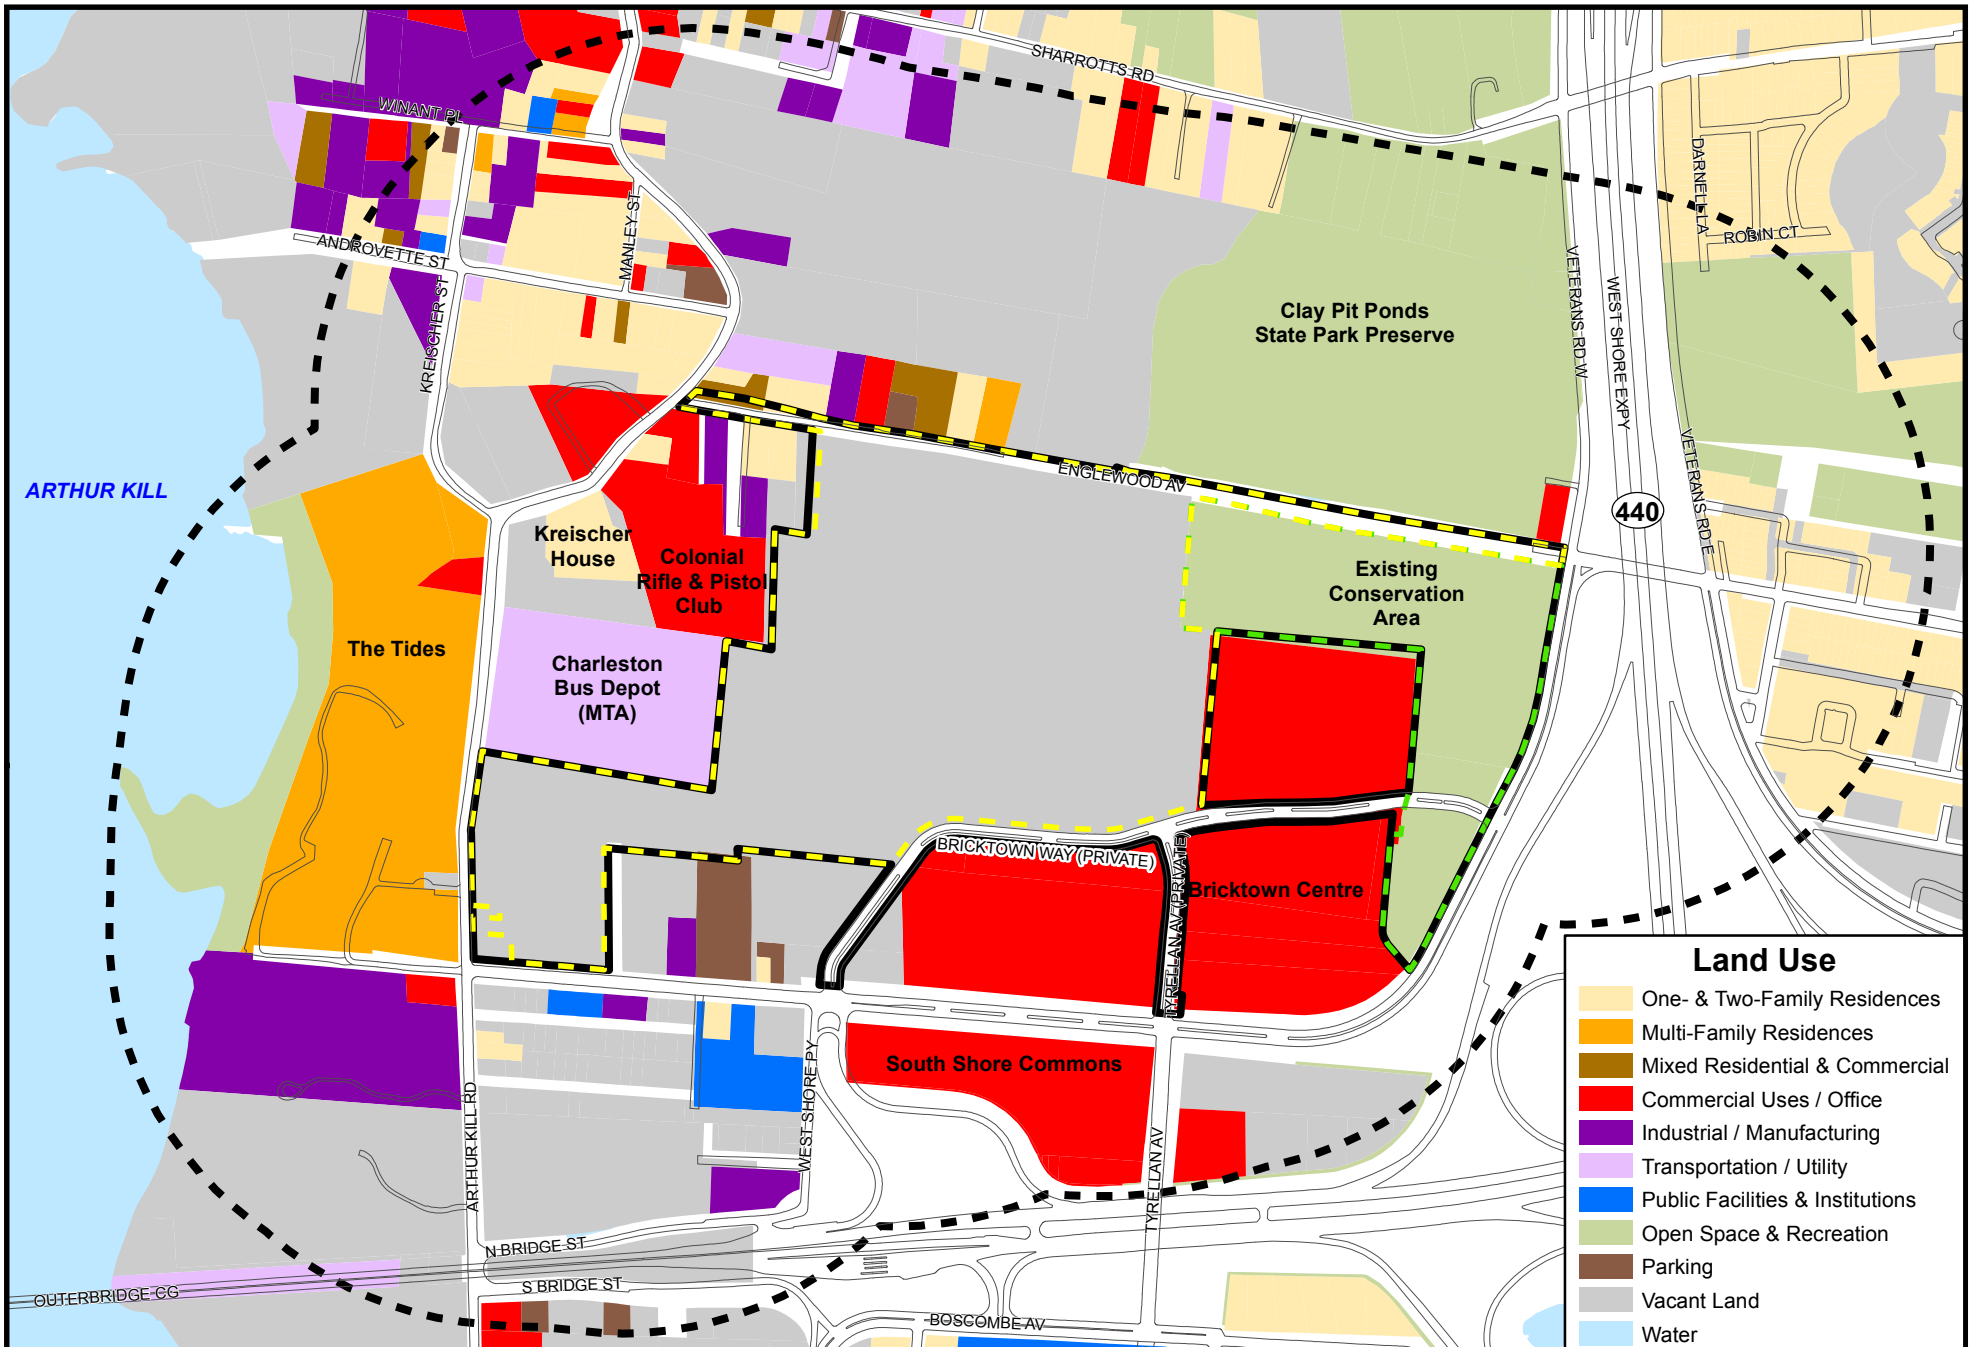 SHARROTTS RD
WINANT PL
DARNELL LA
ROBIN CT
MANLEY ST
ANDROVETTE ST
KREISCHER ST
VETERANS RD W
WEST SHORE EXPY
Clay Pit Ponds
State Park Preserve
VETERANS RD E
ENGLEWOOD AV
ARTHUR KILL
440
Kreischer
House
Colonial
Rifle & Pistol
Club
Existing
Conservation
Area
The Tides
Charleston
Bus Depot
(MTA)
BRICKTOWN WAY (PRIVATE)
TYRELLAN AV (PRIVATE)
Bricktown Centre
South Shore Commons
WEST SHORE PY
ARTHUR KILL RD
TYRELLAN AV
N BRIDGE ST
S BRIDGE ST
OUTERBRIDGE CG
BOSCOMBE AV
Land Use
One- & Two-Family Residences
Multi-Family Residences
Mixed Residential & Commercial
Commercial Uses / Office
Industrial / Manufacturing
Transportation / Utility
Public Facilities & Institutions
Open Space & Recreation
Parking
Vacant Land
Water